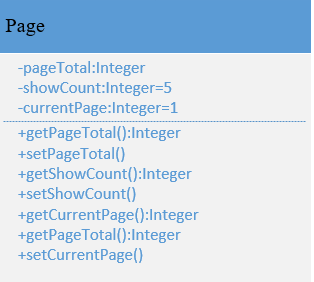 Page
-pageTotal:Integer
-showCount:Integer=5
-currentPage:Integer=1
+getPageTotal():Integer
+setPageTotal()
+getShowCount():Integer
+setShowCount()
+getCurrentPage():Integer
+getPageTotal():Integer
+setCurrentPage()